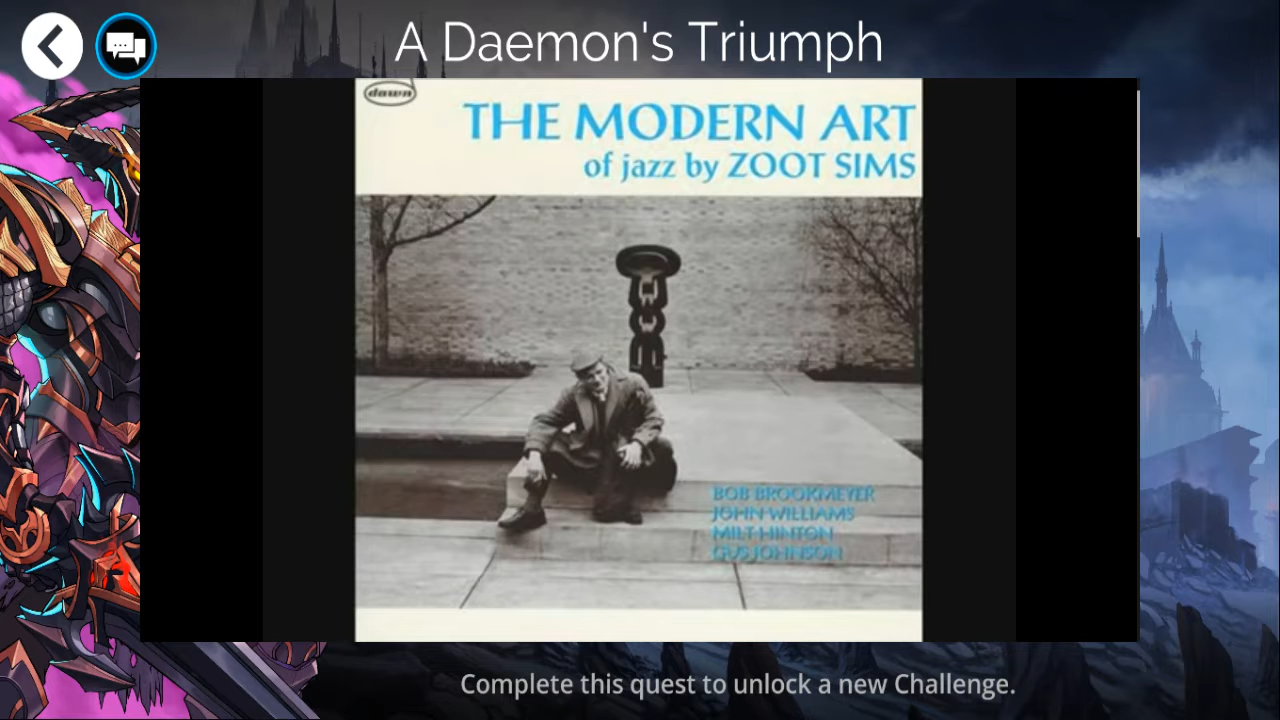 A Daemon's Triumph
dawn
THE MODERN ART
of jazz by ZOOT SIMS
BOB BROOKMEYER
JOHN WILLIAMS
MILT HINTON
GUS JOHNSON
Complete this quest to unlock a new Challenge.